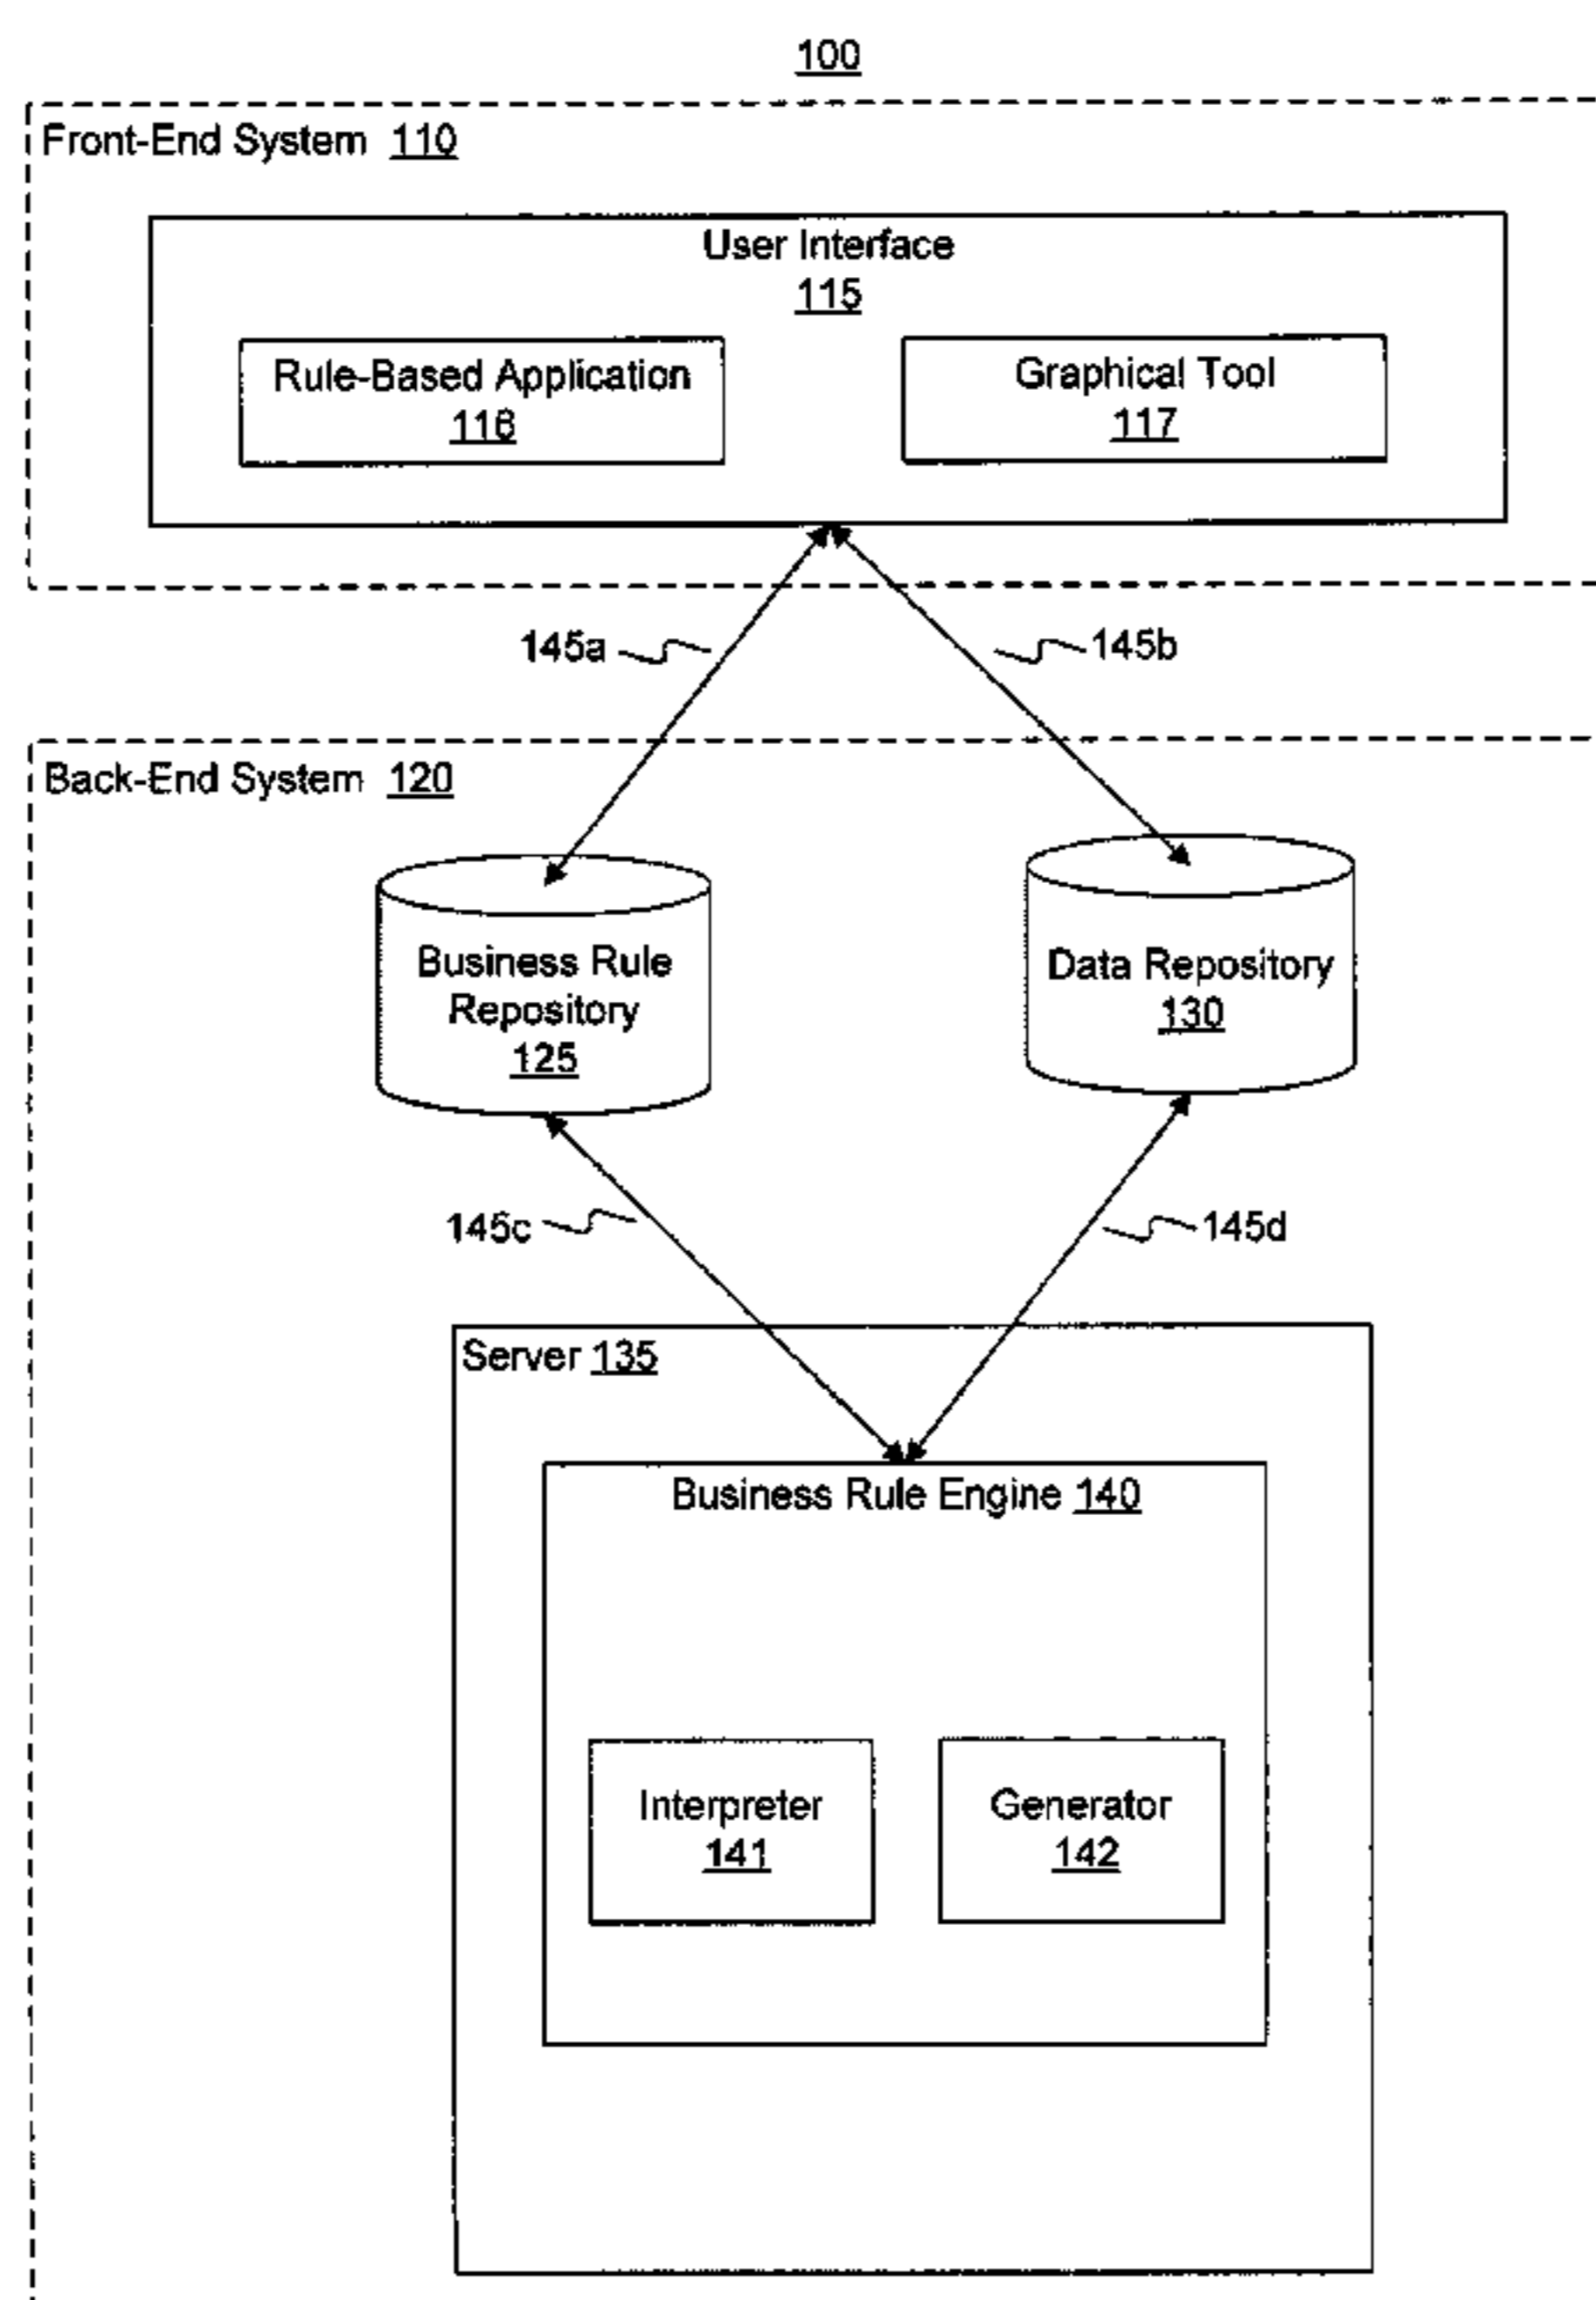 100
Front-End System 110
User Interface
115
Rule-Based Application
116
Graphical Tool
117
145a
145b
Back-End System 120
Business Rule
Repository
125
Data Repository
130
145c
145d
Server 135
Business Rule Engine 140
Interpreter
141
Generator
142